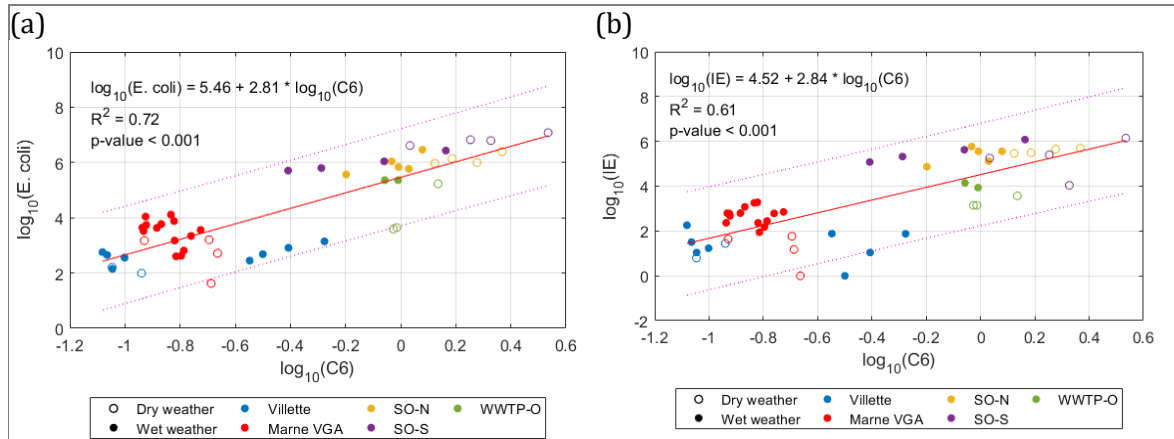 (a)
10
8
6
4
2
0
log10(E. coli)
log10(E. coli) = 5.46 + 2.81 * log10(C6)
R2 = 0.72
p-value < 0.001
-1.2 -1 -0.8 -0.6 -0.4 -0.2 0 0.2 0.4 0.6
log10(C6)
Dry weather Villette SO-N WWTP-O
Wet weather Marne VGA SO-S
(b)
10
8
6
4
2
0
-2
log10(IE)
log10(IE) = 4.52 + 2.84 * log10(C6)
R2 = 0.61
p-value < 0.001
-1.2 -1 -0.8 -0.6 -0.4 -0.2 0 0.2 0.4 0.6
log10(C6)
Dry weather Villette SO-N WWTP-O
Wet weather Marne VGA SO-S